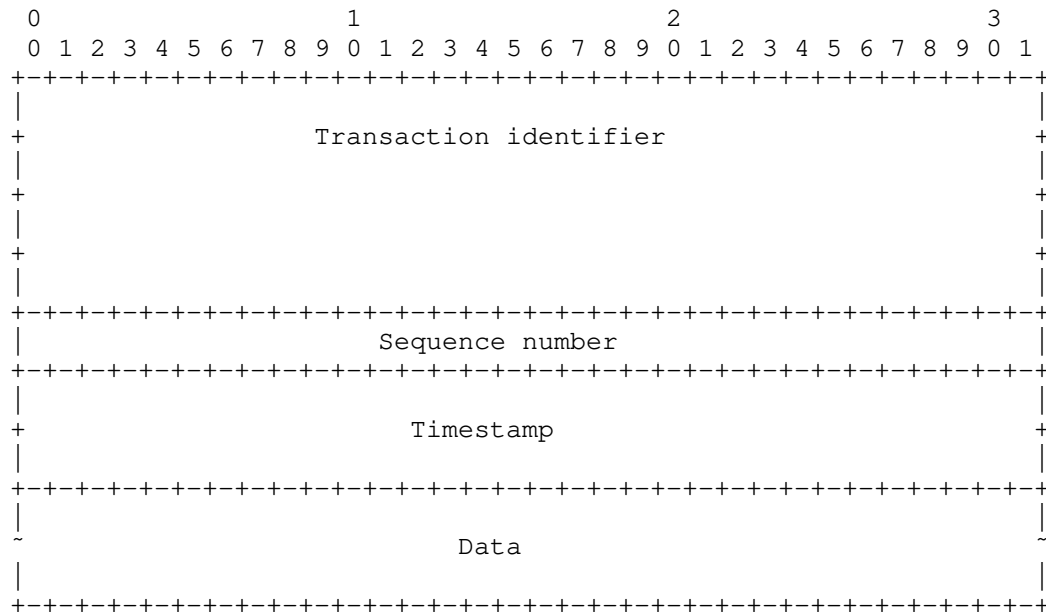 0                   1                   2                   3
0 1 2 3 4 5 6 7 8 9 0 1 2 3 4 5 6 7 8 9 0 1 2 3 4 5 6 7 8 9 0 1
Transaction identifier
Sequence number
Timestamp
Data